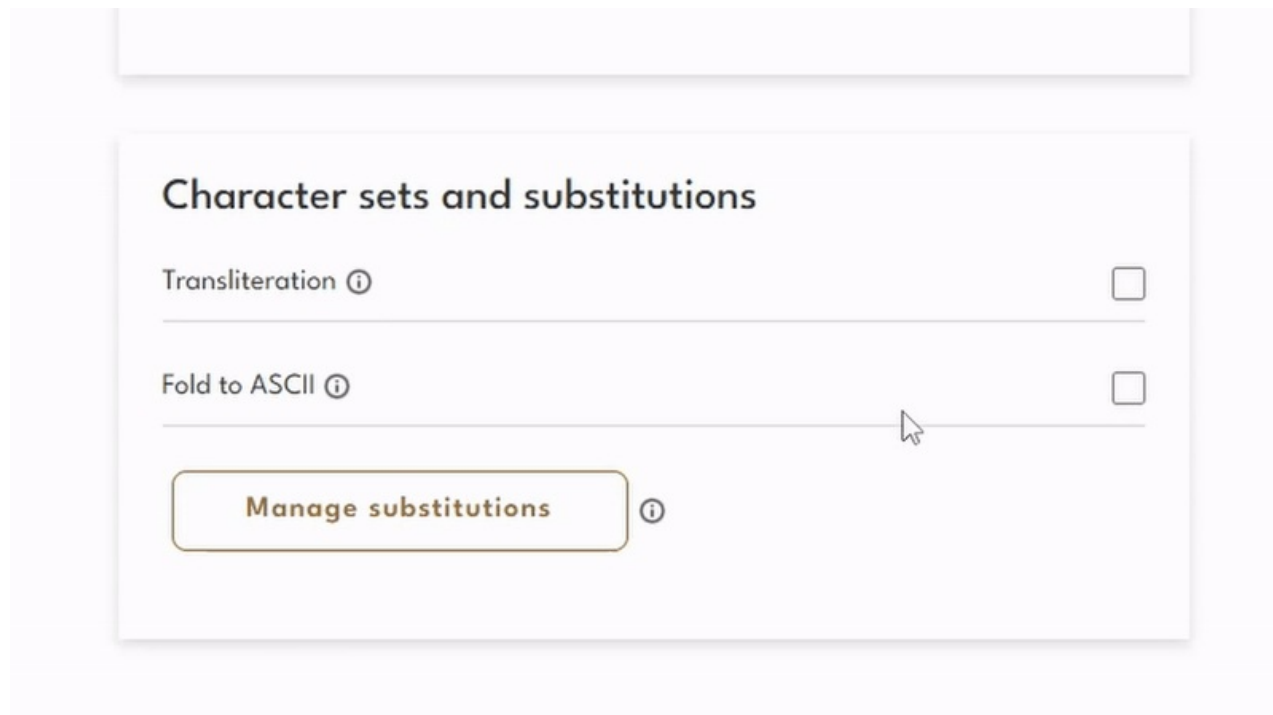 Character sets and substitutions
Transliteration
Fold to ASCII
Manage substitutions